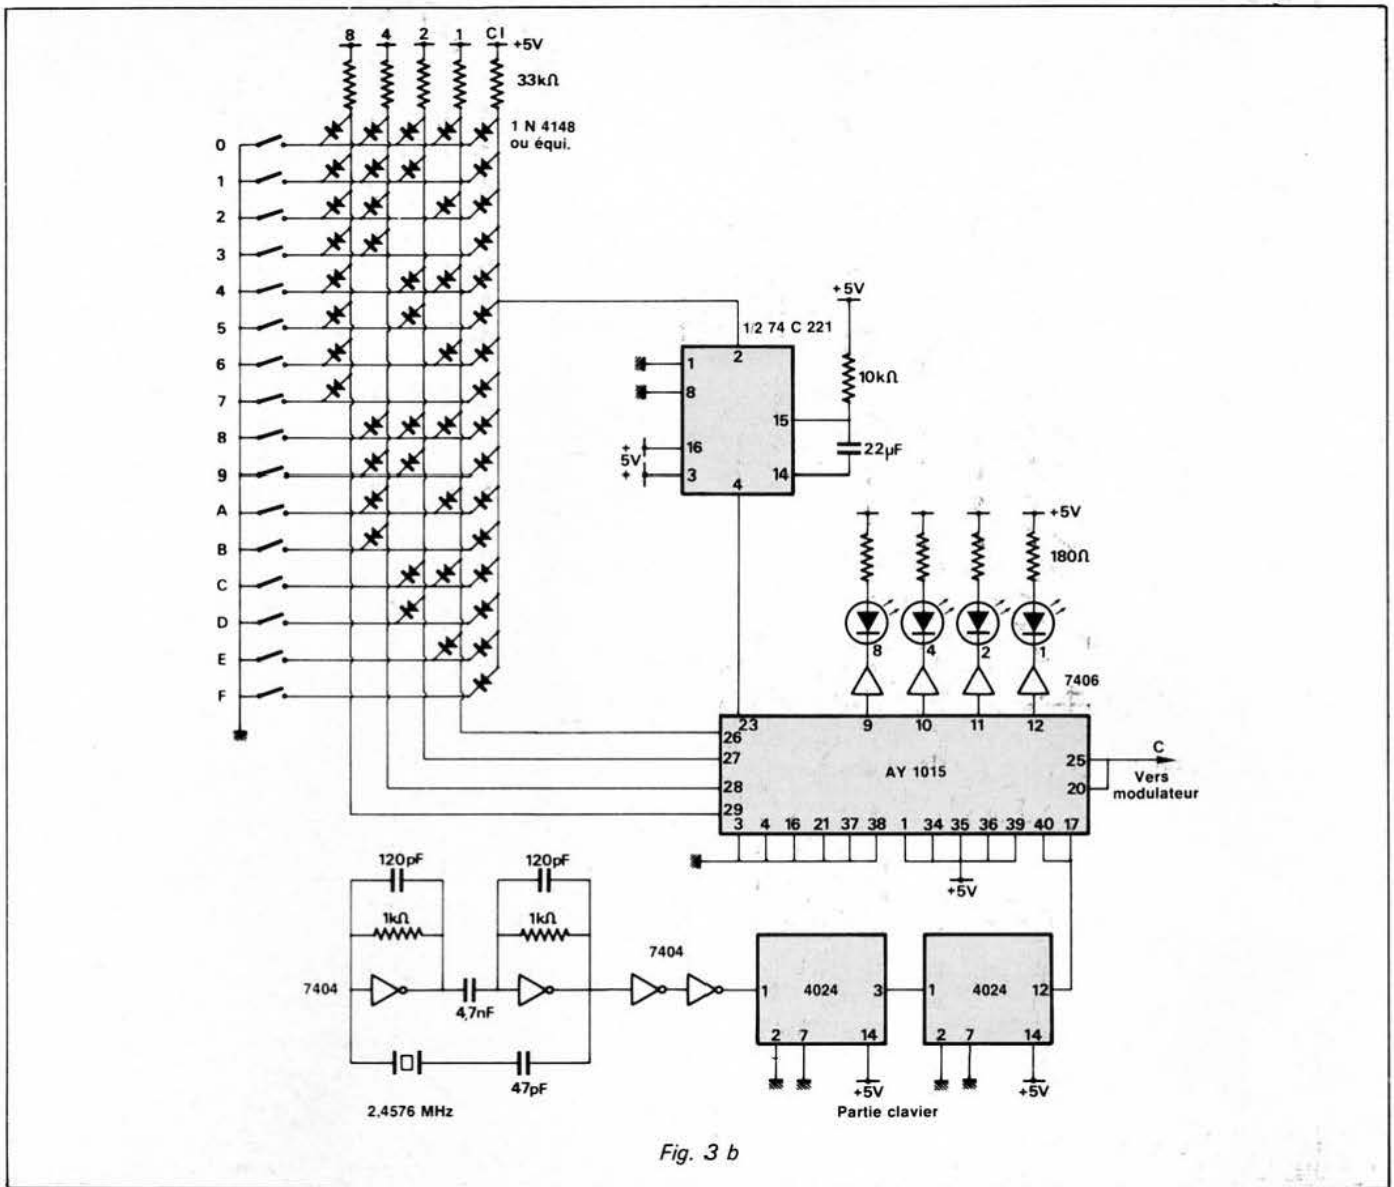 8 4 2 1 CI +5V
33kΩ
1 N 4148
ou équi.
0
1
2
3
4
5
6
7
8
9
A
B
C
D
E
F
+5V
1/2 74 C 221
2
1
8
10kΩ
15
16
+
5V
+
22µF
3
14
4
+5V
180Ω
8 4 2 1
7406
23 9 10 11 12
26
27
28
29
AY 1015
25
20
C
Vers
modulateur
3 4 16 21 37 38 1 34 35 36 39 40 17
+5V
120pF 120pF
1kΩ 1kΩ
7404
7404
4,7nF
1 4024 3
1 4024 12
2 7 14
2 7 14
47pF
+5V
+5V
2,4576 MHz
Partie clavier
Fig. 3 b